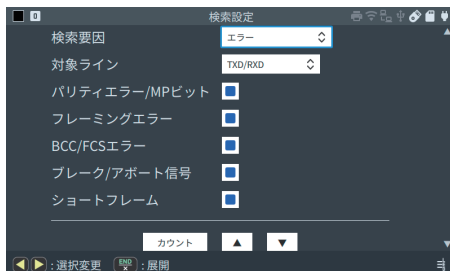 0 検索設定
検索要因 エラー
対象ライン TXD/RXD
パリティエラー/MPビット
フレーミングエラー
BCC/FCSエラー
ブレーク/アボート信号
ショートフレーム
カウント ▲ ▼
◀ ▶ : 選択変更 END × : 展開